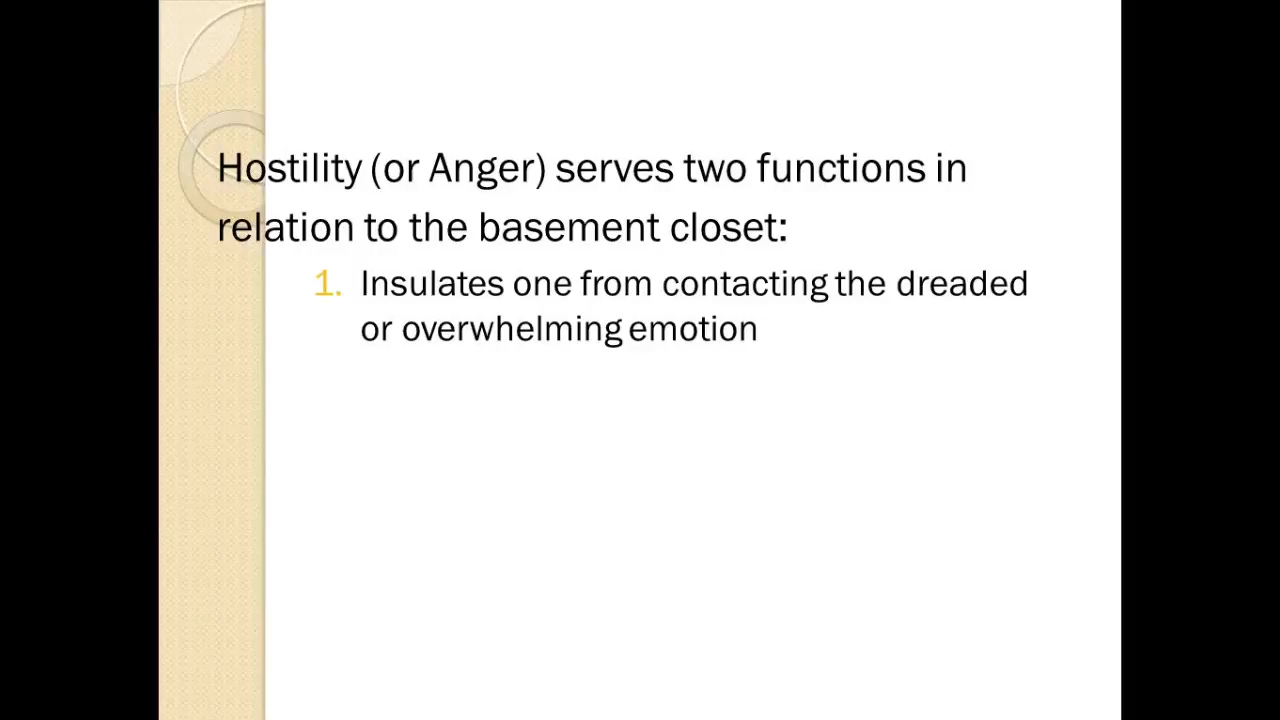 Hostility (or Anger) serves two functions in
relation to the basement closet:
1. Insulates one from contacting the dreaded
or overwhelming emotion